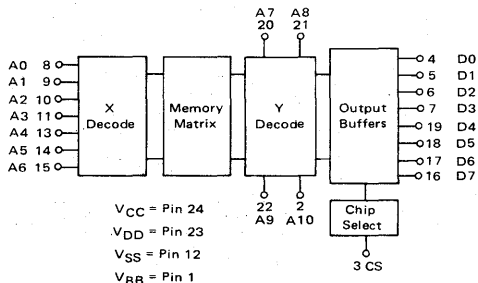 A7 A8
20 21
A0 8
A1 9
A2 10
A3 11
A4 13
A5 14
A6 15
X
Decode
Memory
Matrix
Y
Decode
Output
Buffers
4 D0
5 D1
6 D2
7 D3
19 D4
18 D5
17 D6
16 D7
22 2
A9 A10
Chip
Select
3 CS
VCC = Pin 24
VDD = Pin 23
VSS = Pin 12
VBB = Pin 1